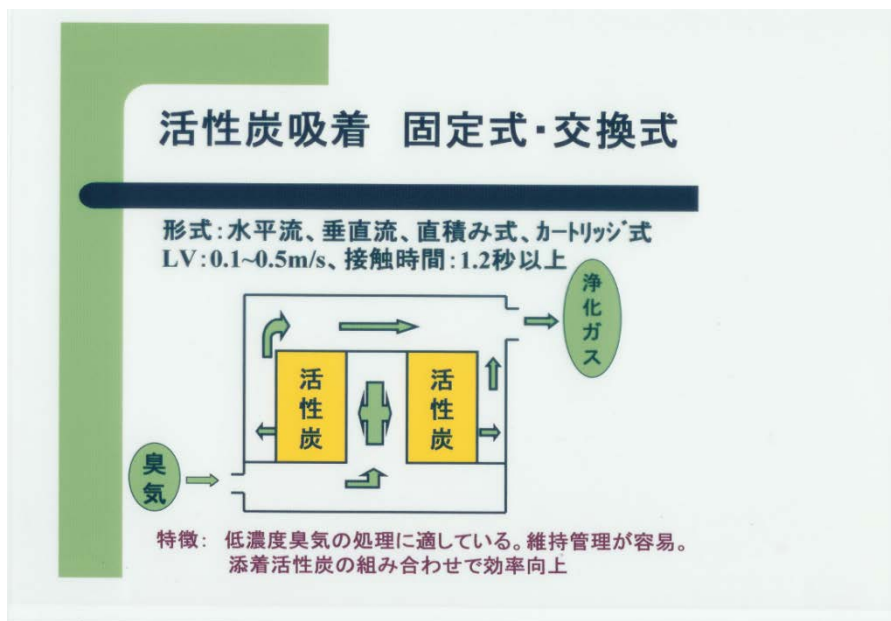 活性炭吸着　固定式・交換式
形式：水平流、垂直流、直積み式、カートリッジ式
LV：0.1~0.5m/s、接触時間：1.2秒以上
浄化ガス
活性炭
活性炭
臭気
特徴：　低濃度臭気の処理に適している。維持管理が容易。
添着活性炭の組み合わせで効率向上